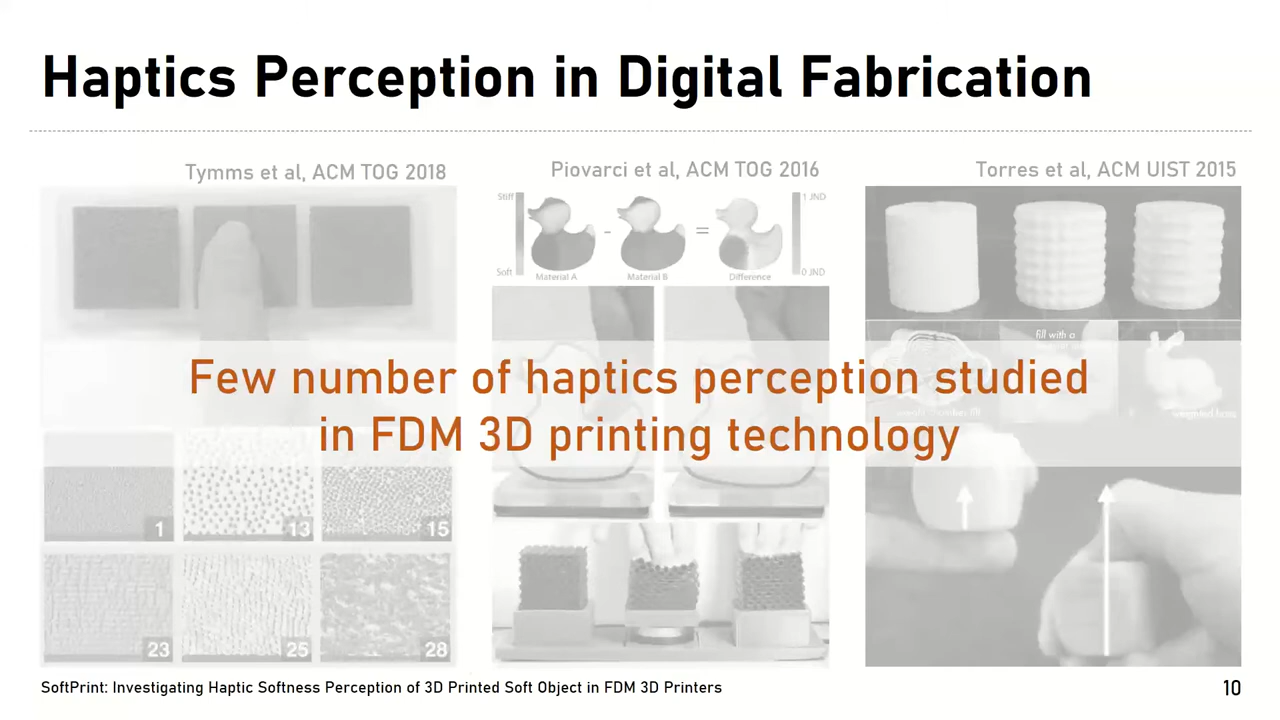 Haptics Perception in Digital Fabrication
Tymms et al, ACM TOG 2018
Piovarci et al, ACM TOG 2016
Torres et al, ACM UIST 2015
Stiff
1 JND
-
=
Soft
Material A
Material B
Difference
0 JND
fill with a
Few number of haptics perception studied
in FDM 3D printing technology
1
13
15
23
25
28
SoftPrint: Investigating Haptic Softness Perception of 3D Printed Soft Object in FDM 3D Printers
10